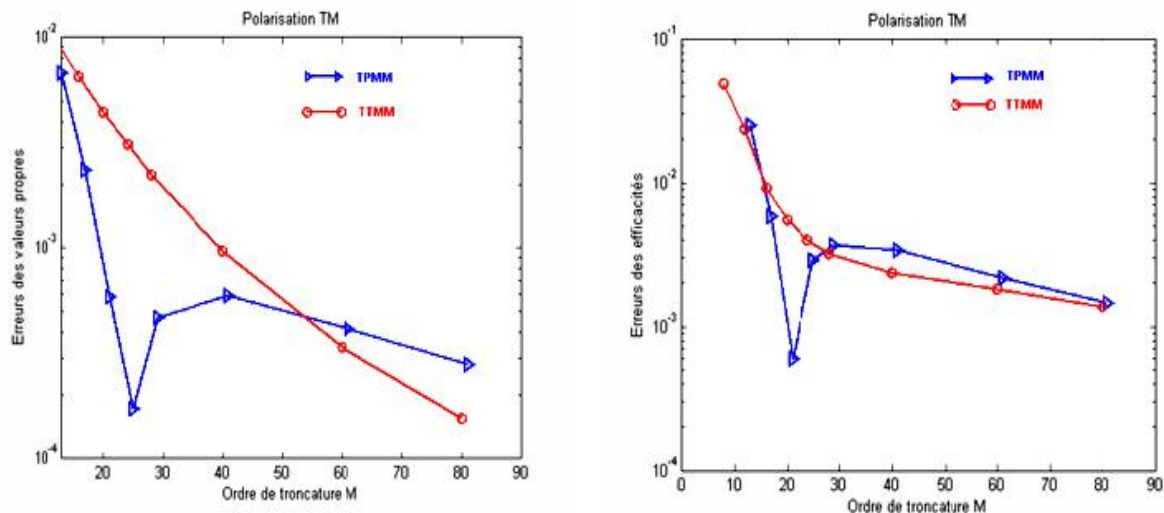 Polarisation TM
10^-2
10^-3
10^-4
Erreurs des valeurs propres
TPMM
TTMM
20 30 40 50 60 70 80 90
Ordre de troncature M
Polarisation TM
10^-1
10^-2
10^-3
10^-4
Erreurs des efficacités
TPMM
TTMM
0 10 20 30 40 50 60 70 80 90
Ordre de troncature M